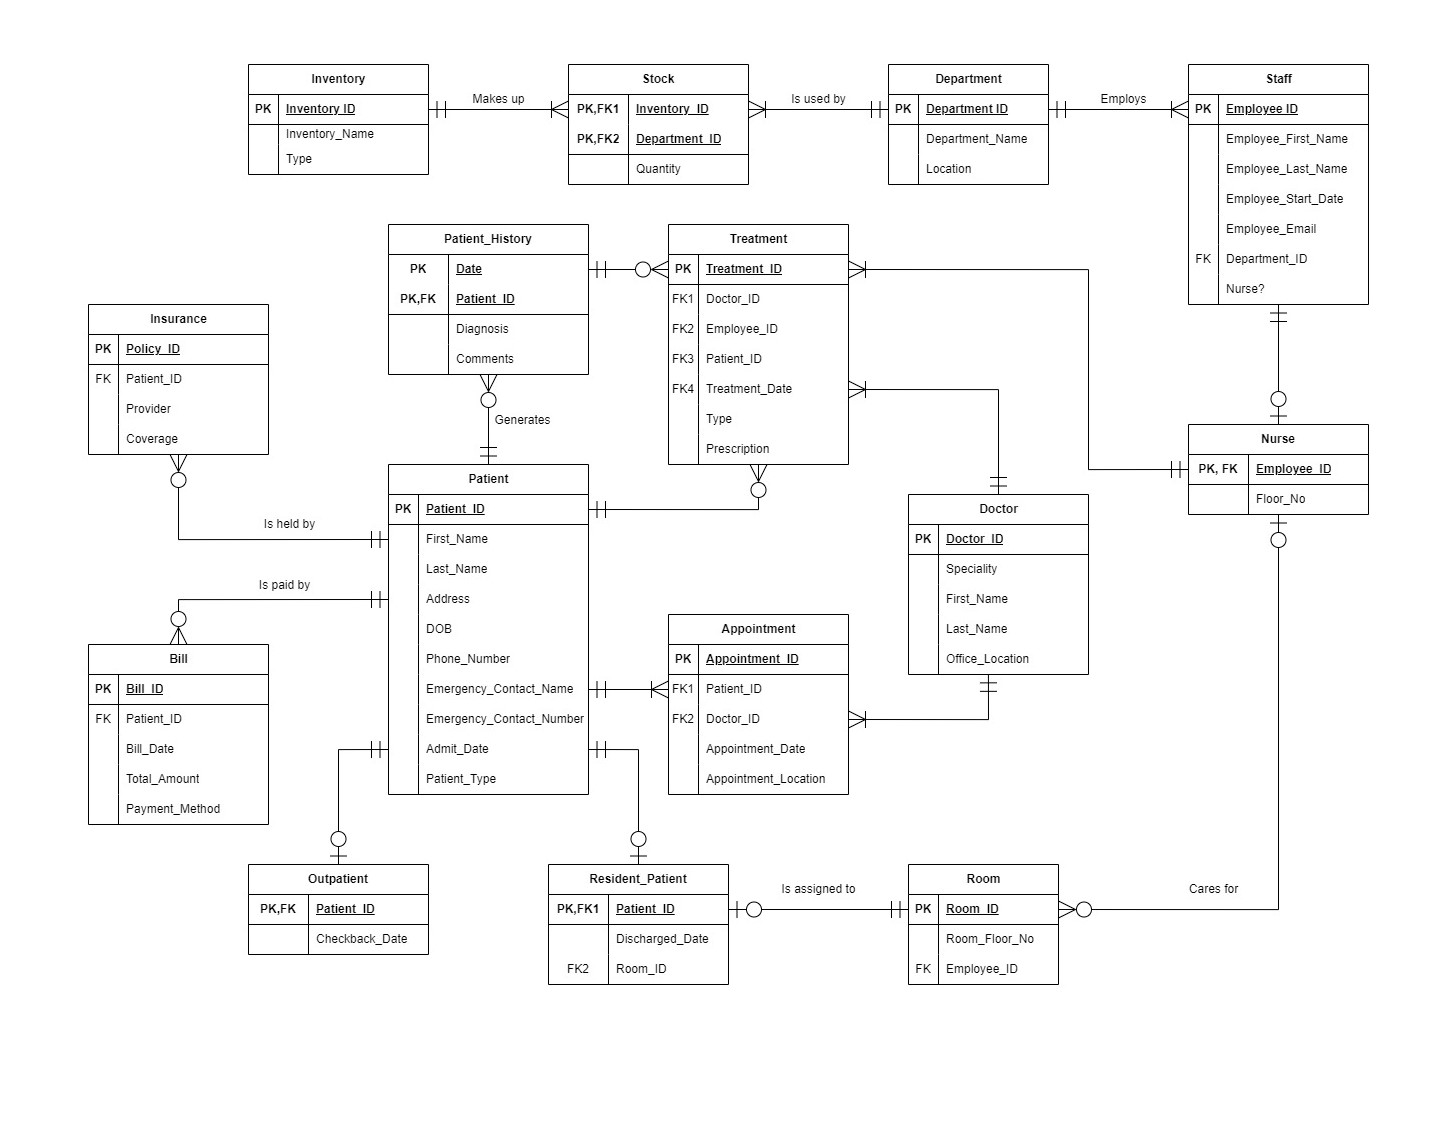 Inventory
PK Inventory ID
Inventory_Name
Type
Makes up
Stock
PK,FK1 Inventory_ID
PK,FK2 Department_ID
Quantity
Is used by
Department
PK Department ID
Department_Name
Location
Employs
Staff
PK Employee ID
Employee_First_Name
Employee_Last_Name
Employee_Start_Date
Employee_Email
FK Department_ID
Nurse?
Patient_History
PK Date
PK,FK Patient_ID
Diagnosis
Comments
Generates
Treatment
PK Treatment_ID
FK1 Doctor_ID
FK2 Employee_ID
FK3 Patient_ID
FK4 Treatment_Date
Type
Prescription
Insurance
PK Policy_ID
FK Patient_ID
Provider
Coverage
Is held by
Nurse
PK, FK Employee_ID
Floor_No
Patient
PK Patient_ID
First_Name
Last_Name
Address
DOB
Phone_Number
Emergency_Contact_Name
Emergency_Contact_Number
Admit_Date
Patient_Type
Is paid by
Doctor
PK Doctor_ID
Speciality
First_Name
Last_Name
Office_Location
Bill
PK Bill_ID
FK Patient_ID
Bill_Date
Total_Amount
Payment_Method
Appointment
PK Appointment_ID
FK1 Patient_ID
FK2 Doctor_ID
Appointment_Date
Appointment_Location
Outpatient
PK,FK Patient_ID
Checkback_Date
Resident_Patient
PK,FK1 Patient_ID
Discharged_Date
FK2 Room_ID
Is assigned to
Room
PK Room_ID
Room_Floor_No
FK Employee_ID
Cares for